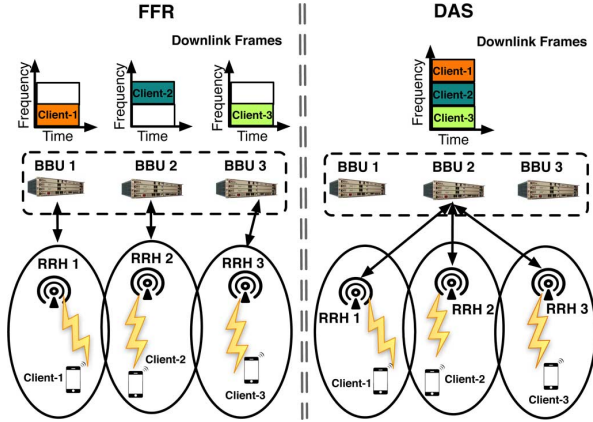 FFR
Downlink Frames
Frequency
Client-1
Time
Frequency
Client-2
Time
Frequency
Client-3
Time
BBU 1
BBU 2
BBU 3
RRH 1
RRH 2
RRH 3
Client-1
Client-2
Client-3
DAS
Downlink Frames
Frequency
Client-1
Client-2
Client-3
Time
BBU 1
BBU 2
BBU 3
RRH 1
RRH 2
RRH 3
Client-1
Client-2
Client-3